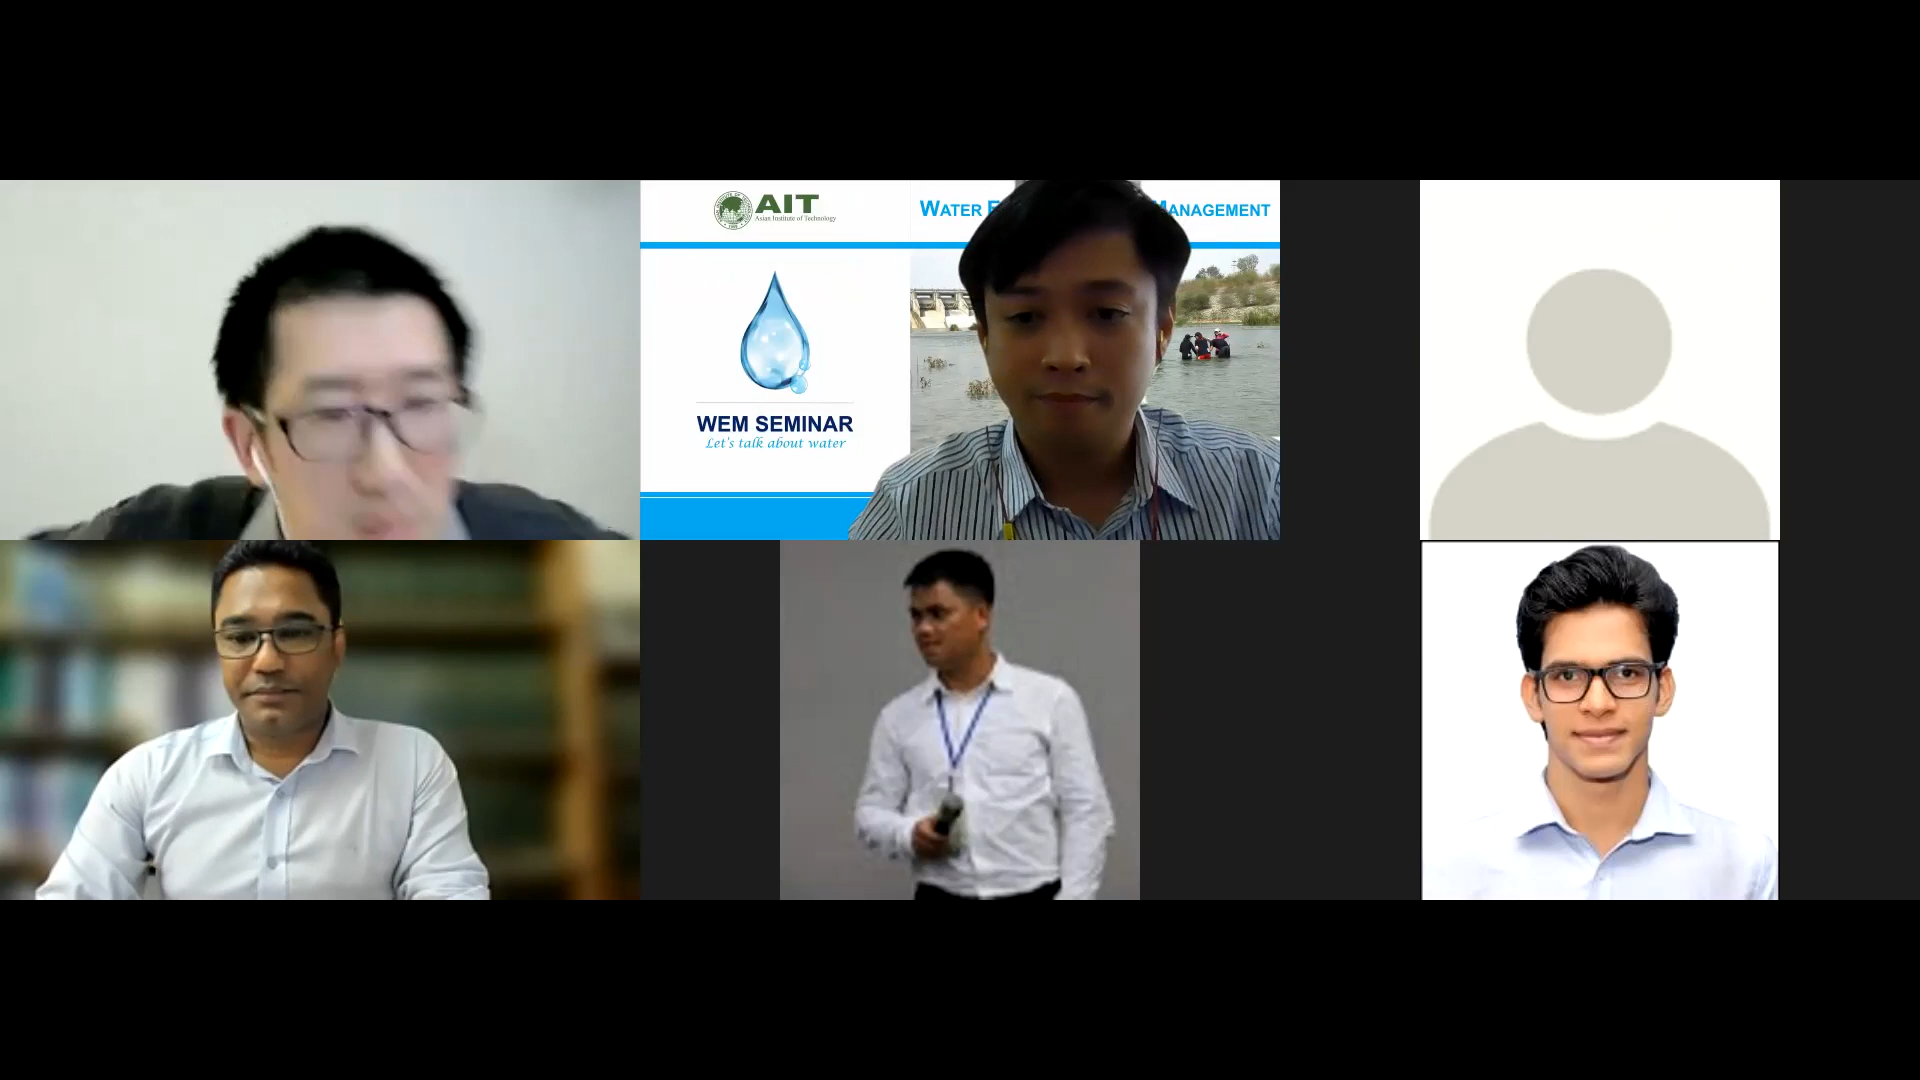 AIT
Asian Institute of Technology
WATER E MANAGEMENT
WEM SEMINAR
Let's talk about water